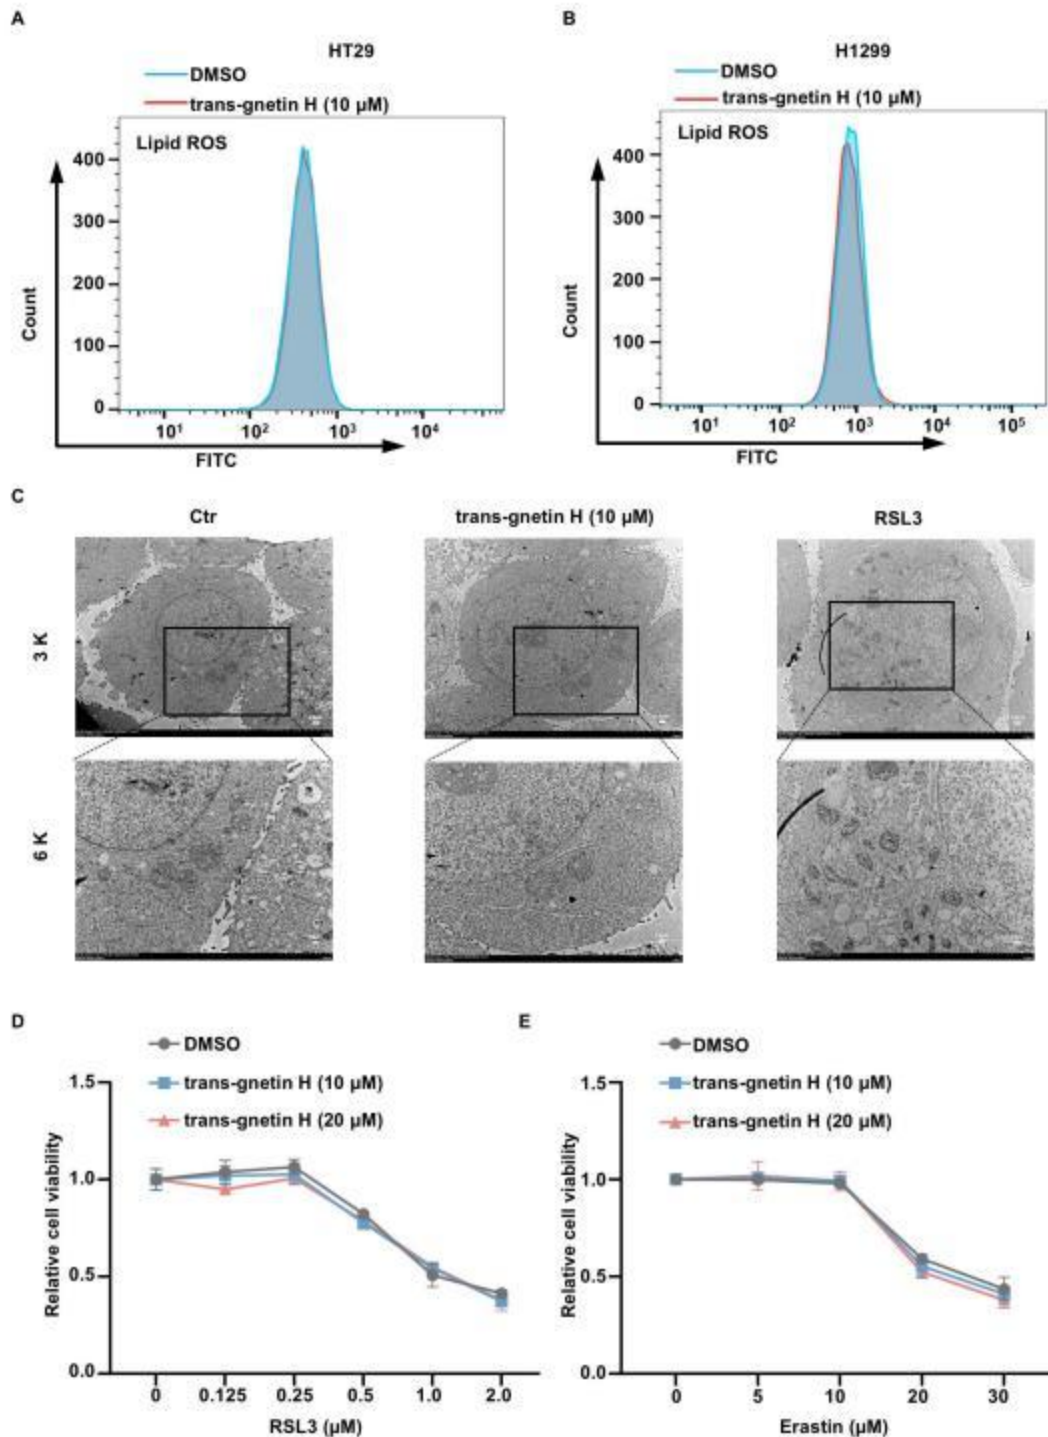 A
HT29
DMSO
trans-gnetin H (10 µM)
Lipid ROS
400
300
200
100
0
Count
10¹
10²
10³
10⁴
FITC
B
H1299
DMSO
trans-gnetin H (10 µM)
Lipid ROS
400
300
200
100
0
Count
10¹
10²
10³
10⁴
10⁵
FITC
C
Ctr
trans-gnetin H (10 µM)
RSL3
3 K
6 K
D
DMSO
trans-gnetin H (10 µM)
trans-gnetin H (20 µM)
1.5
1.0
0.5
0.0
Relative cell viability
0
0.125
0.25
0.5
1.0
2.0
RSL3 (µM)
E
DMSO
trans-gnetin H (10 µM)
trans-gnetin H (20 µM)
1.5
1.0
0.5
0.0
Relative cell viability
0
5
10
20
30
Erastin (µM)